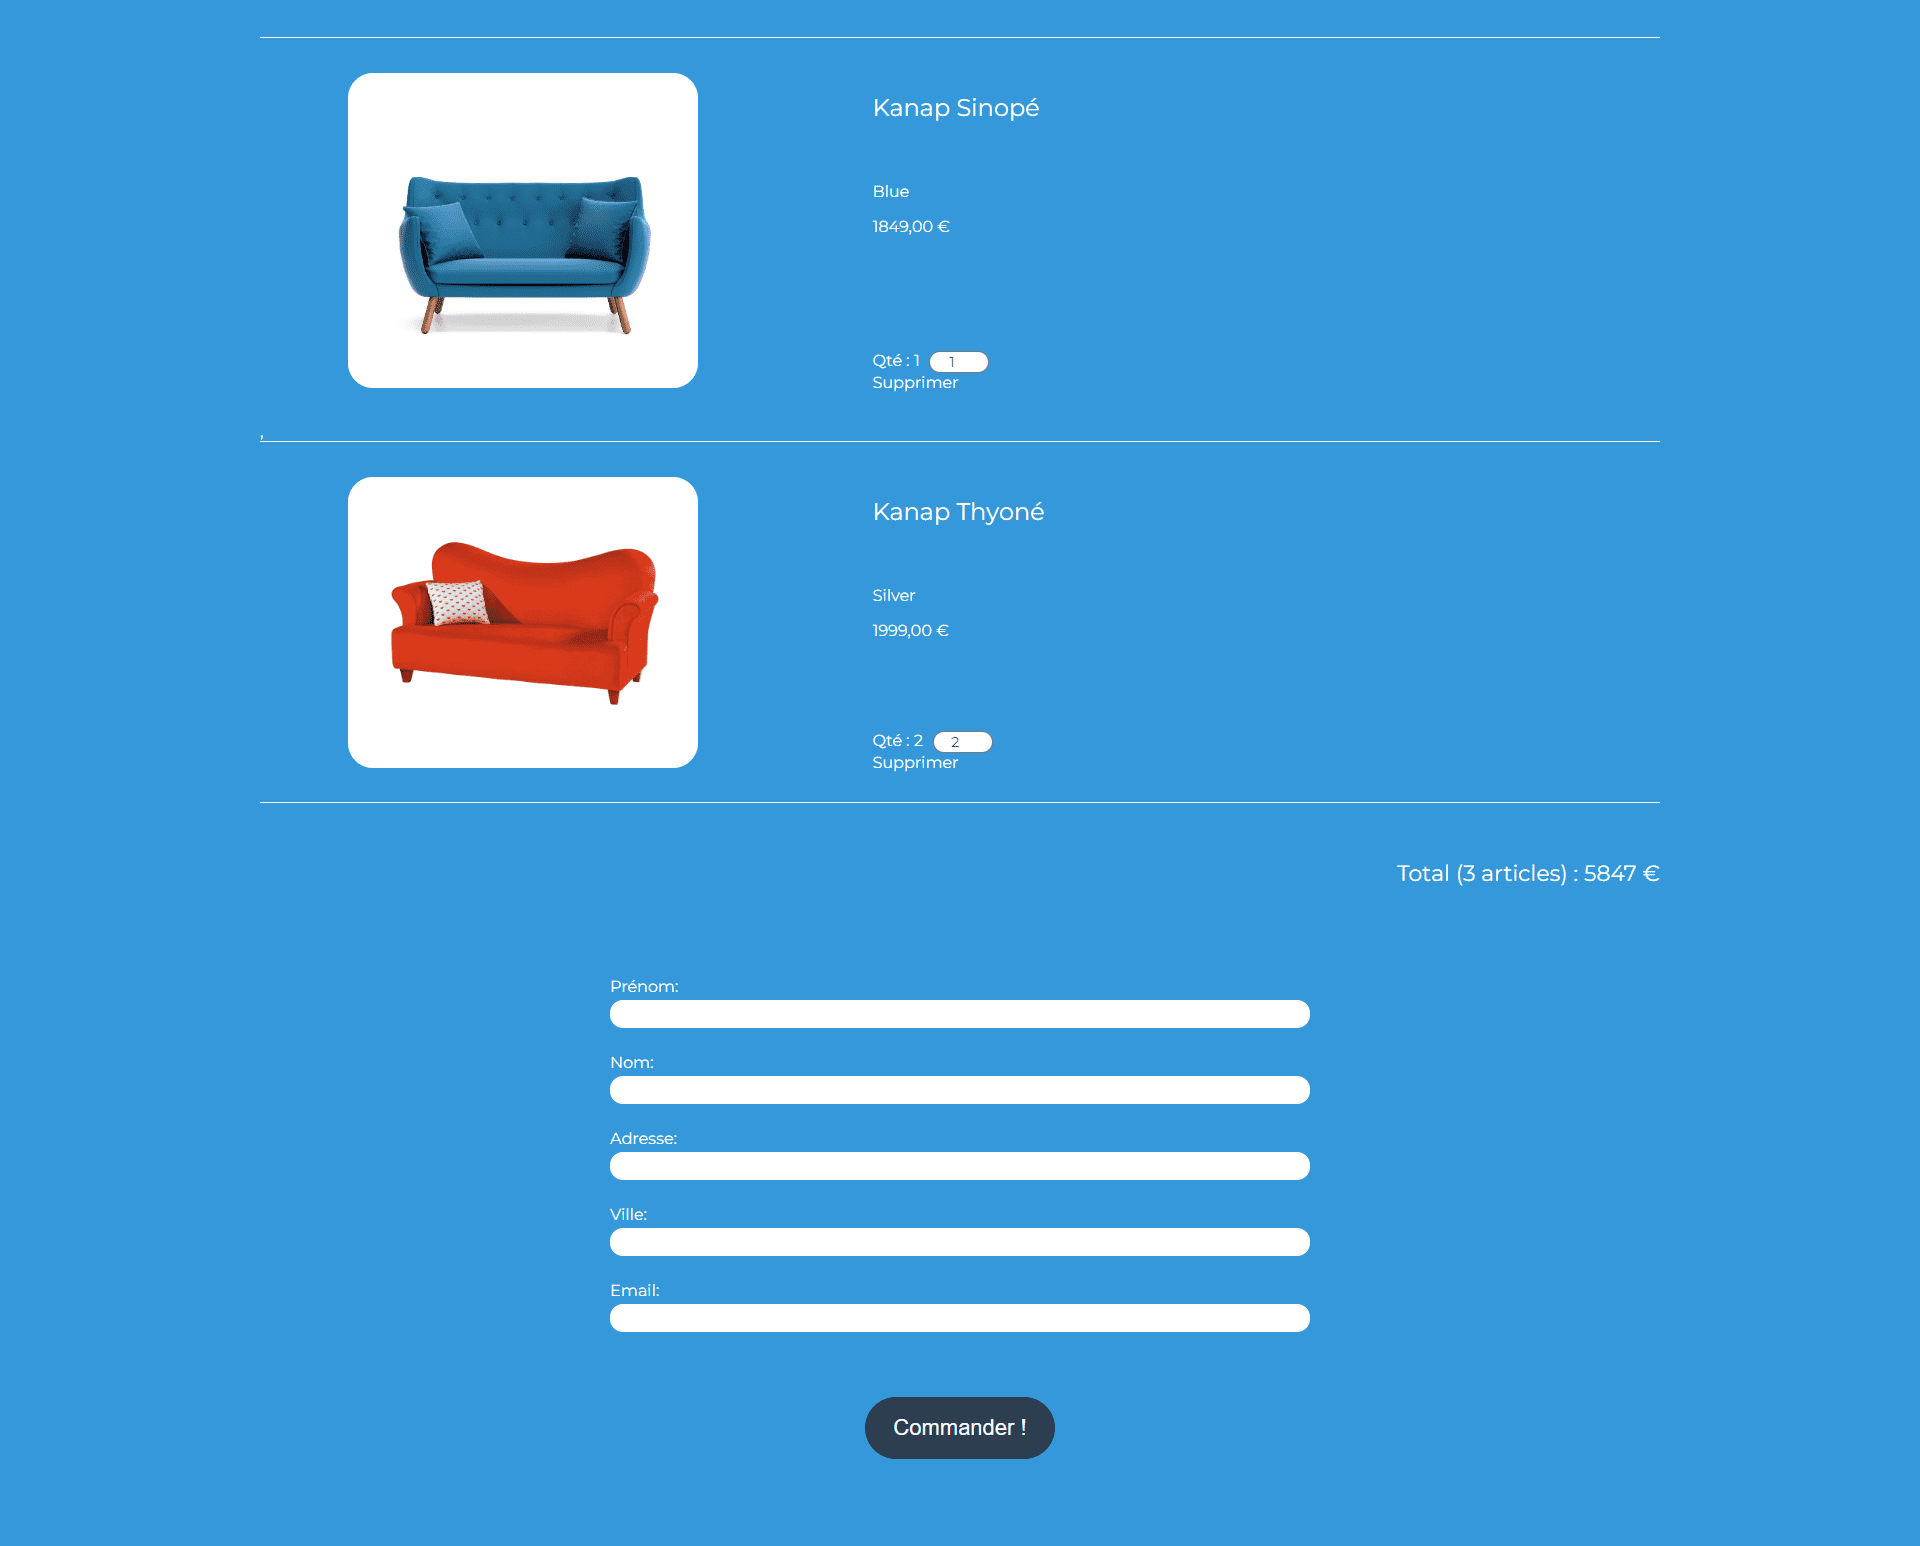 Kanap Sinopé
Blue
1849,00 €
Qté : 1 1
Supprimer
,
Kanap Thyoné
Silver
1999,00 €
Qté : 2 2
Supprimer
Total (3 articles) : 5847 €
Prénom:
Nom:
Adresse:
Ville:
Email:
Commander !